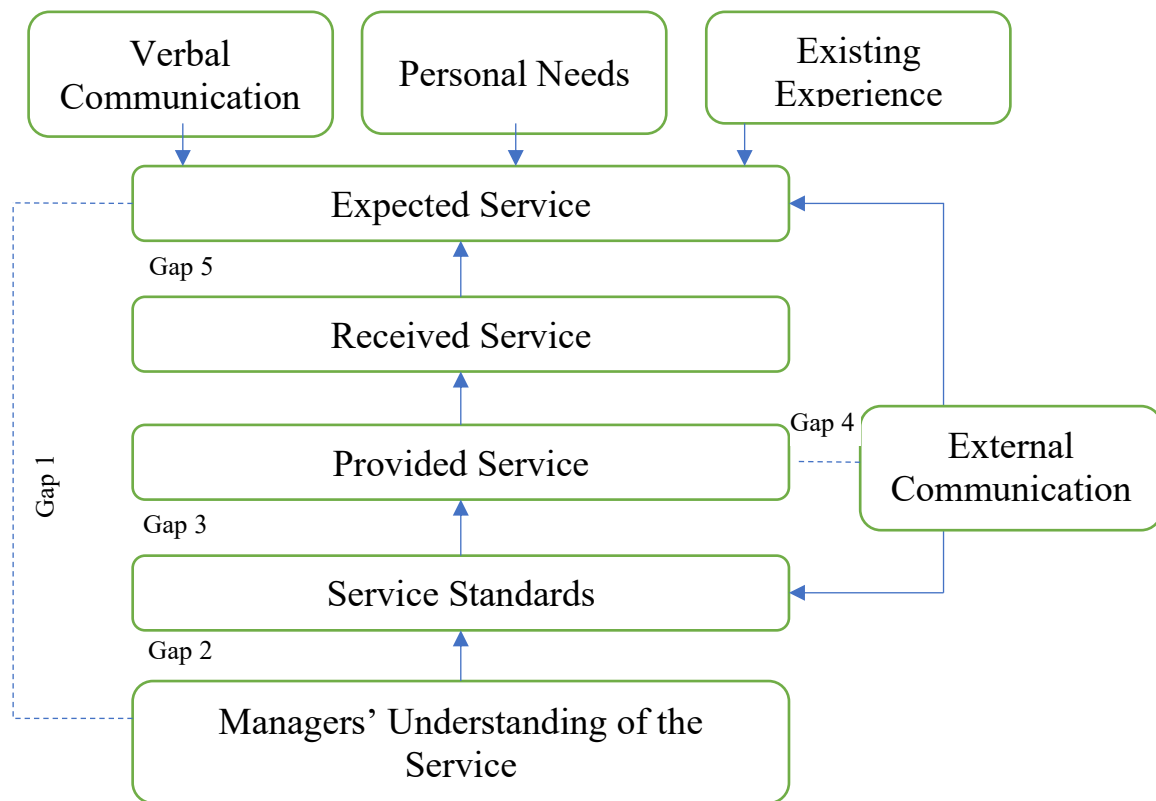 Verbal
Communication
Personal Needs
Existing
Experience
Expected Service
Gap 5
Received Service
Gap 1
Gap 4
Provided Service
External
Communication
Gap 3
Service Standards
Gap 2
Managers’ Understanding of the
Service